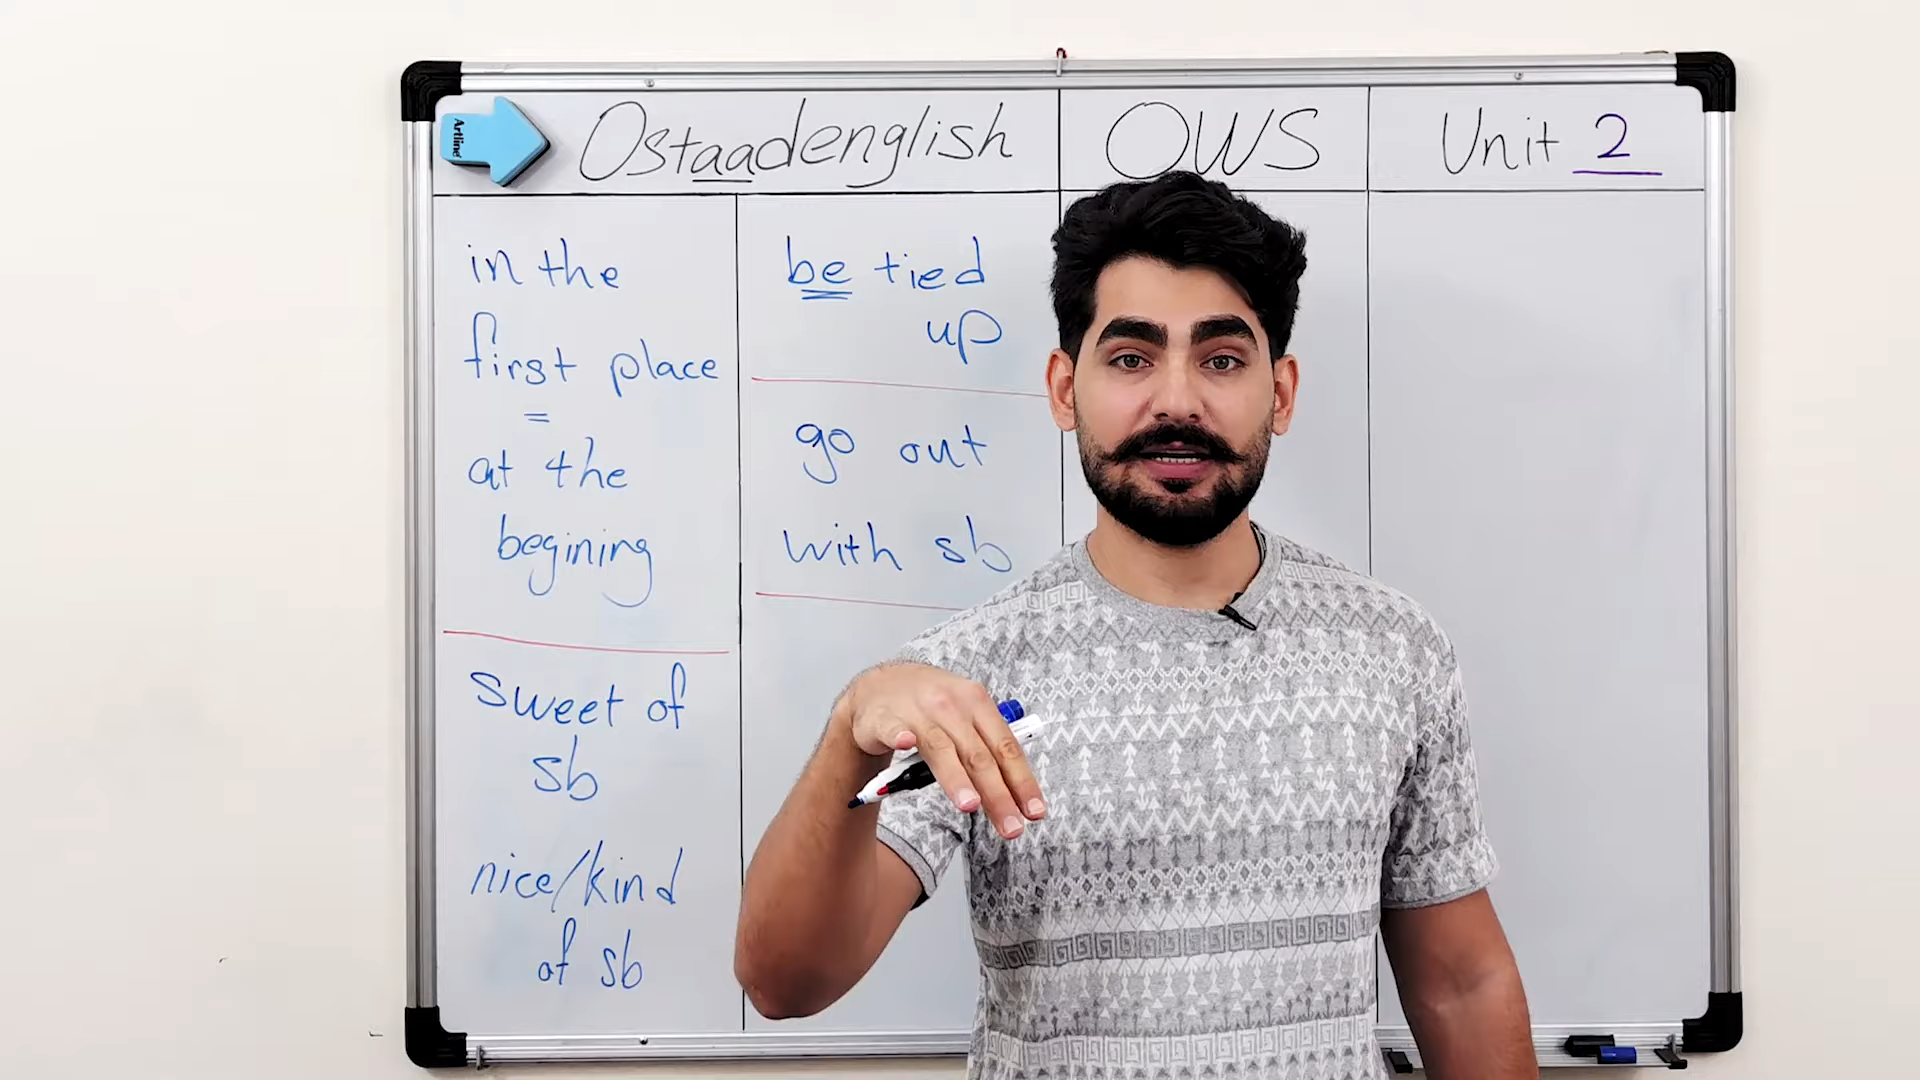 Artline
Ostaadenglish
OWS
Unit 2
in the
first place
=
at the
begining
sweet of
sb
nice/kind
of sb
be tied
up
go out
with sb